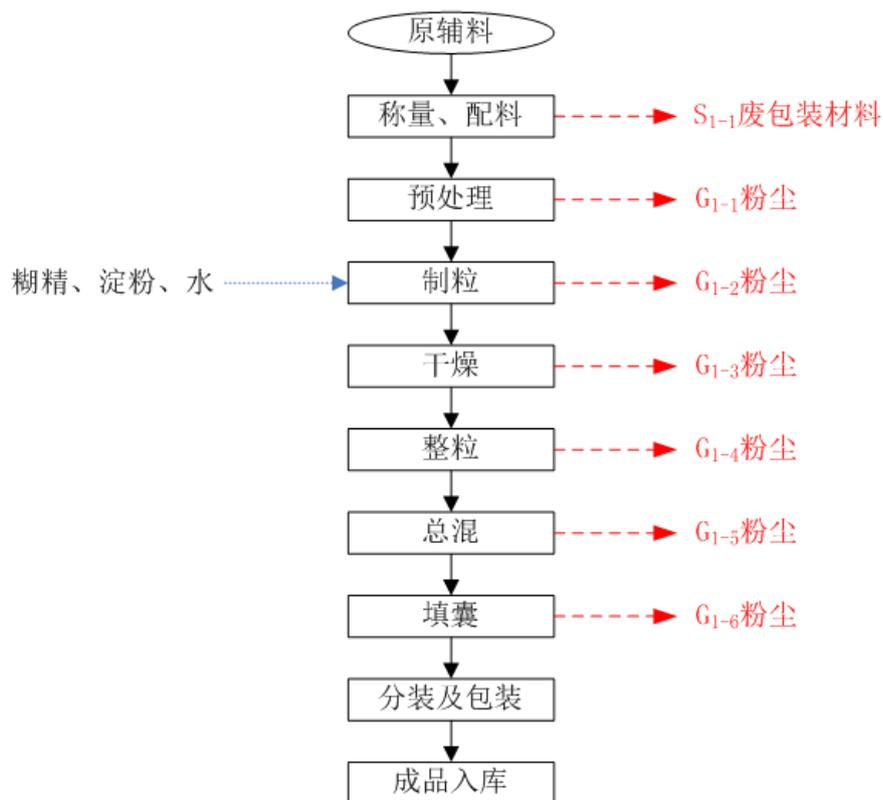 原辅料
称量、配料
S1-1废包装材料
预处理
G1-1粉尘
糊精、淀粉、水
制粒
G1-2粉尘
干燥
G1-3粉尘
整粒
G1-4粉尘
总混
G1-5粉尘
填囊
G1-6粉尘
分装及包装
成品入库